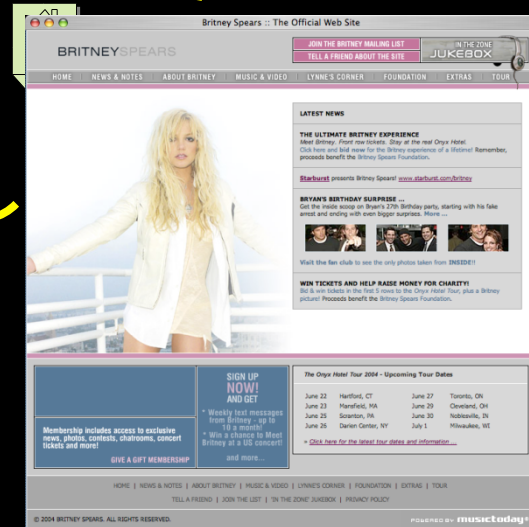 Britney Spears :: The Official Web Site
BRITNEYSPEARS
JOIN THE BRITNEY MAILING LIST
TELL A FRIEND ABOUT THE SITE
IN THE ZONE
JUKEBOX
HOME | NEWS & NOTES | ABOUT BRITNEY | MUSIC & VIDEO | LYNNE'S CORNER | FOUNDATION | EXTRAS | TOUR
LATEST NEWS
THE ULTIMATE BRITNEY EXPERIENCE
Meet Britney. Front row tickets. Stay at the real Onyx Hotel.
Click here and bid now for the Britney experience of a lifetime! Remember,
proceeds benefit the Britney Spears Foundation.
Starburst presents Britney Spears! www.starburst.com/britney
BRYAN'S BIRTHDAY SURPRISE ...
Get the inside scoop on Bryan's 27th Birthday party, starting with his fake
arrest and ending with even bigger surprises. More ...
Visit the fan club to see the only photos taken from INSIDE!!
WIN TICKETS AND HELP RAISE MONEY FOR CHARITY!
Bid & win tickets in the first 5 rows to the Onyx Hotel Tour, plus a Britney
picture! Proceeds benefit the Britney Spears Foundation.
Membership includes access to exclusive
news, photos, contests, chatrooms, concert
tickets and more!
GIVE A GIFT MEMBERSHIP
SIGN UP
NOW!
AND GET
* Weekly text messages
from Britney - up to
10 a month!
* Win a chance to Meet
Britney at a US concert!
and more...
The Onyx Hotel Tour 2004 - Upcoming Tour Dates
June 22 Hartford, CT June 27 Toronto, ON
June 23 Mansfield, MA June 29 Cleveland, OH
June 25 Scranton, PA June 30 Noblesville, IN
June 26 Darien Center, NY July 1 Milwaukee, WI
» Click here for the latest tour dates and information ...
HOME | NEWS & NOTES | ABOUT BRITNEY | MUSIC & VIDEO | LYNNE'S CORNER | FOUNDATION | EXTRAS | TOUR
TELL A FRIEND | JOIN THE LIST | 'IN THE ZONE' JUKEBOX | PRIVACY POLICY
© 2004 BRITNEY SPEARS. ALL RIGHTS RESERVED.
POWERED BY musictoday